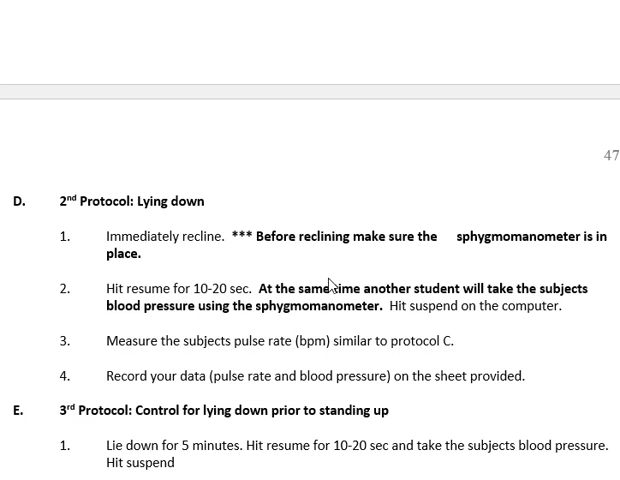 47
D. 2nd Protocol: Lying down
1. Immediately recline. *** Before reclining make sure the sphygmomanometer is in
place.
2. Hit resume for 10-20 sec. At the same time another student will take the subjects
blood pressure using the sphygmomanometer. Hit suspend on the computer.
3. Measure the subjects pulse rate (bpm) similar to protocol C.
4. Record your data (pulse rate and blood pressure) on the sheet provided.
E. 3rd Protocol: Control for lying down prior to standing up
1. Lie down for 5 minutes. Hit resume for 10-20 sec and take the subjects blood pressure.
Hit suspend